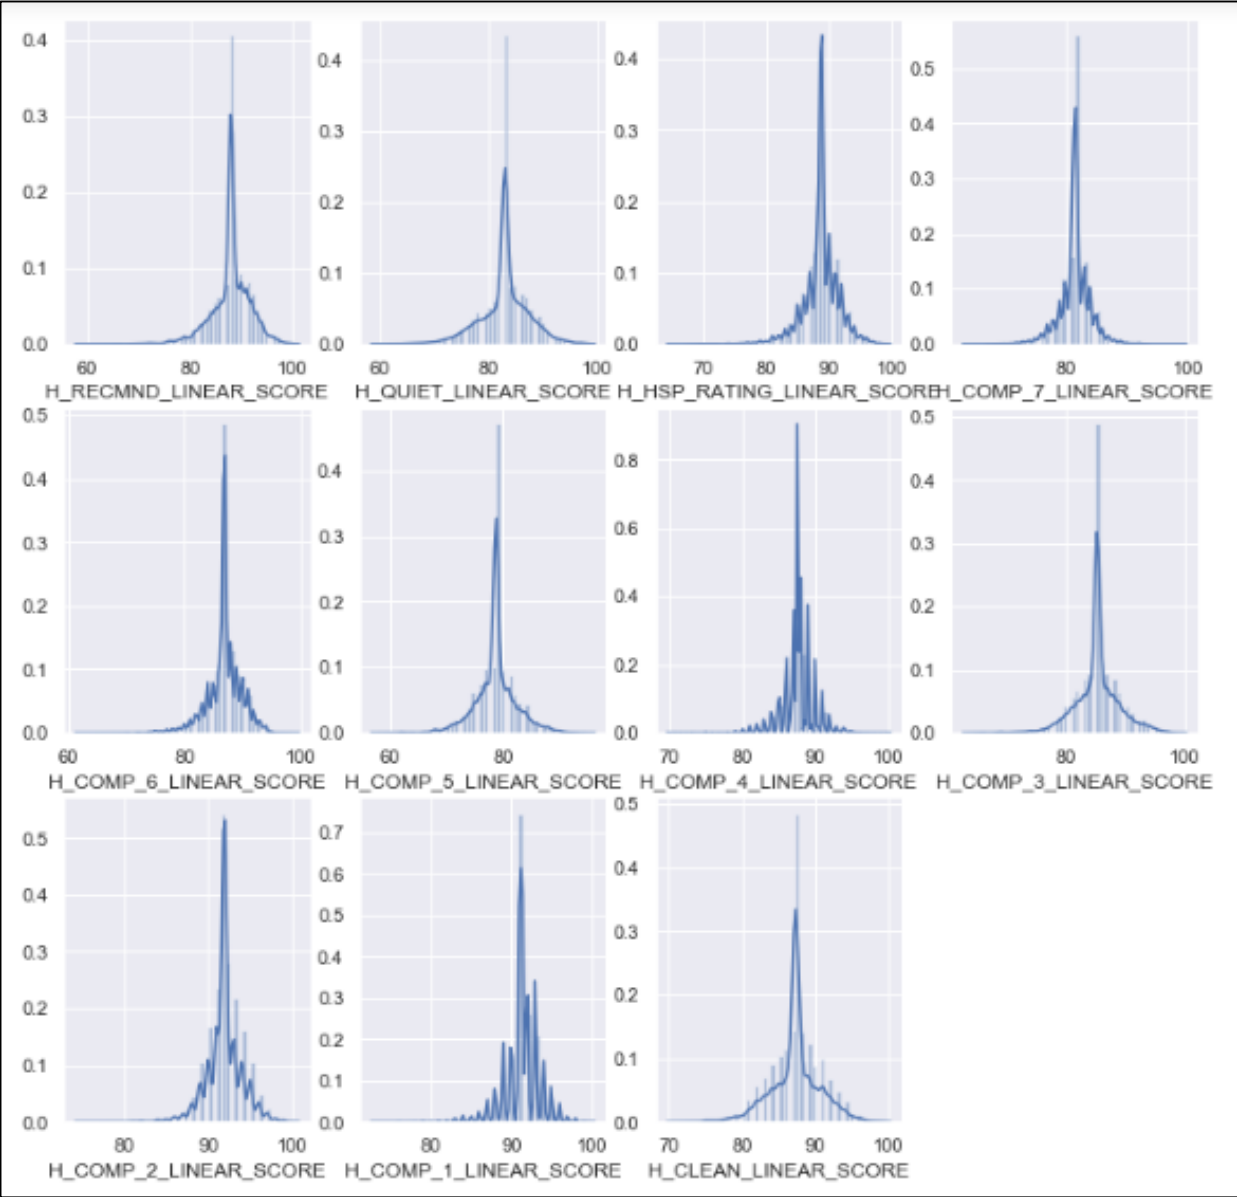 0.4 0.3 0.2 0.1 0.0
60 80 100
H_RECMND_LINEAR_SCORE
0.4 0.3 0.2 0.1 0.0
60 80 100
H_QUIET_LINEAR_SCORE
0.4 0.3 0.2 0.1 0.0
70 80 90 100
H_HSP_RATING_LINEAR_SCORE
0.5 0.4 0.3 0.2 0.1 0.0
80 100
H_COMP_7_LINEAR_SCORE
0.5 0.4 0.3 0.2 0.1 0.0
60 80 100
H_COMP_6_LINEAR_SCORE
0.4 0.3 0.2 0.1 0.0
60 80
H_COMP_5_LINEAR_SCORE
0.8 0.6 0.4 0.2 0.0
70 80 90 100
H_COMP_4_LINEAR_SCORE
0.5 0.4 0.3 0.2 0.1 0.0
80 100
H_COMP_3_LINEAR_SCORE
0.5 0.4 0.3 0.2 0.1 0.0
80 90 100
H_COMP_2_LINEAR_SCORE
0.7 0.6 0.5 0.4 0.3 0.2 0.1 0.0
80 90 100
H_COMP_1_LINEAR_SCORE
0.5 0.4 0.3 0.2 0.1 0.0
70 80 90 100
H_CLEAN_LINEAR_SCORE